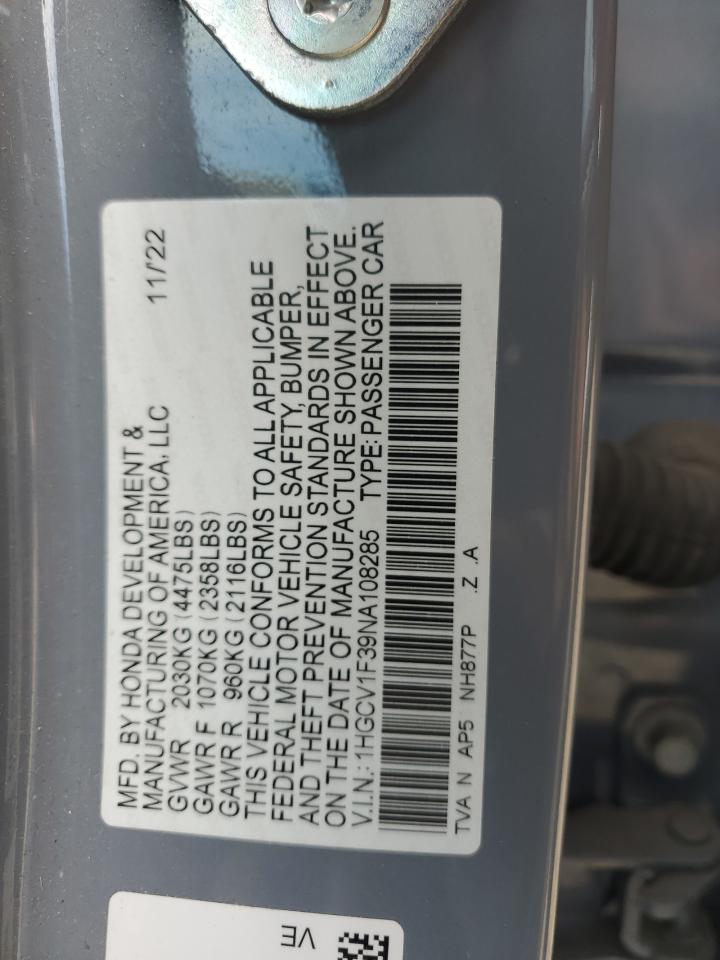 MFD. BY HONDA DEVELOPMENT &
MANUFACTURING OF AMERICA, LLC 11/'22
GVWR 2030KG (4475LBS)
GAWR F 1070KG (2358LBS)
GAWR R 960KG (2116LBS)
THIS VEHICLE CONFORMS TO ALL APPLICABLE
FEDERAL MOTOR VEHICLE SAFETY, BUMPER,
AND THEFT PREVENTION STANDARDS IN EFFECT
ON THE DATE OF MANUFACTURE SHOWN ABOVE.
V.I.N.: 1HGCV1F39NA108285 TYPE: PASSENGER CAR
TVA N AP5 NH877P .Z .A
VE